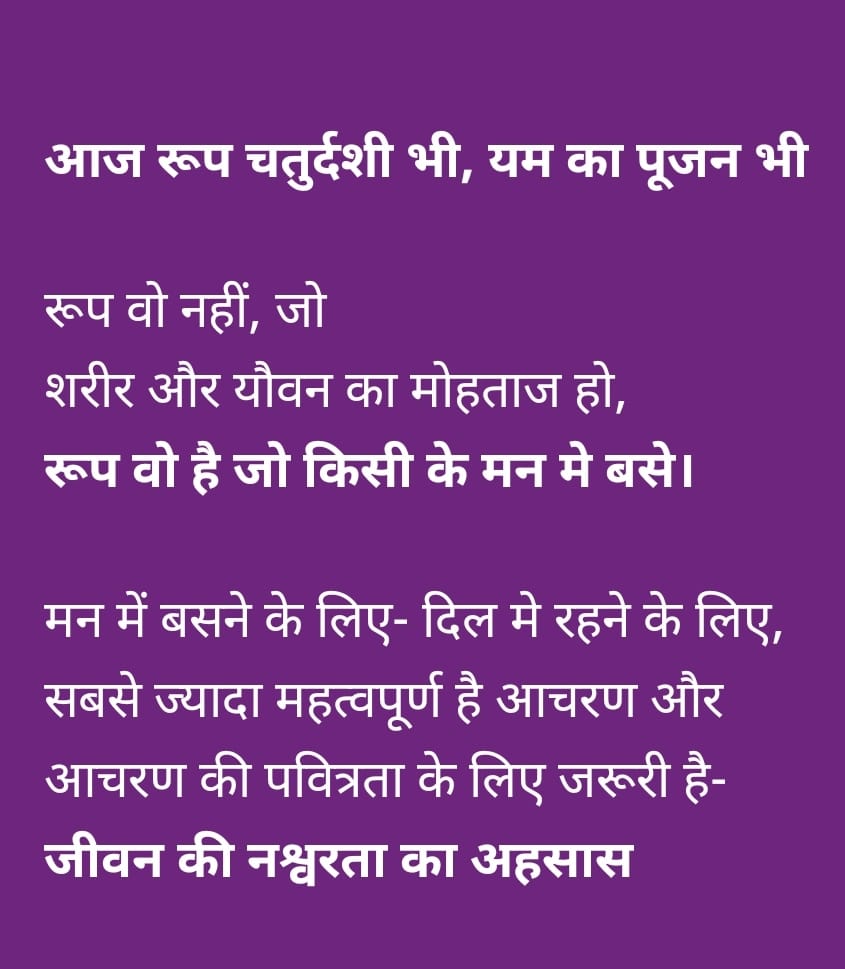 आज रूप चतुर्दशी भी, यम का पूजन भी
रूप वो नहीं, जो
शरीर और यौवन का मोहताज हो,
रूप वो है जो किसी के मन मे बसे।
मन में बसने के लिए- दिल मे रहने के लिए,
सबसे ज्यादा महत्वपूर्ण है आचरण और
आचरण की पवित्रता के लिए जरूरी है-
जीवन की नश्वरता का अहसास